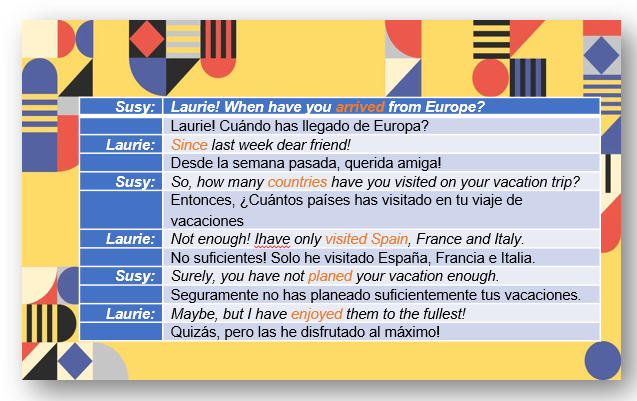 Susy: Laurie! When have you arrived from Europe?
Laurie! Cuándo has llegado de Europa?
Laurie: Since last week dear friend!
Desde la semana pasada, querida amiga!
Susy: So, how many countries have you visited on your vacation trip?
Entonces, ¿Cuántos países has visitado en tu viaje de
vacaciones
Laurie: Not enough! Ihave only visited Spain, France and Italy.
No suficientes! Solo he visitado España, Francia e Italia.
Susy: Surely, you have not planed your vacation enough.
Seguramente no has planeado suficientemente tus vacaciones.
Laurie: Maybe, but I have enjoyed them to the fullest!
Quizás, pero las he disfrutado al máximo!